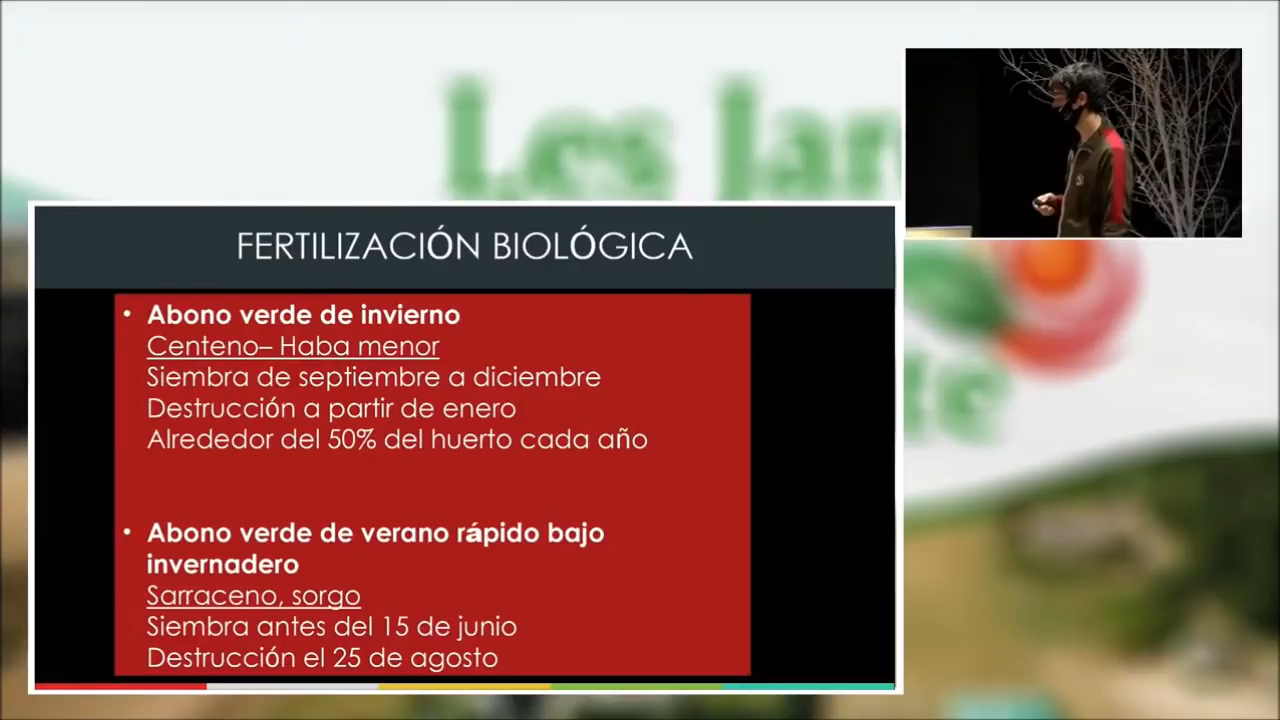 Les Jar
FERTILIZACIÓN BIOLÓGICA
• Abono verde de invierno
Centeno– Haba menor
Siembra de septiembre a diciembre
Destrucción a partir de enero
Alrededor del 50% del huerto cada año
• Abono verde de verano rápido bajo
invernadero
Sarraceno, sorgo
Siembra antes del 15 de junio
Destrucción el 25 de agosto